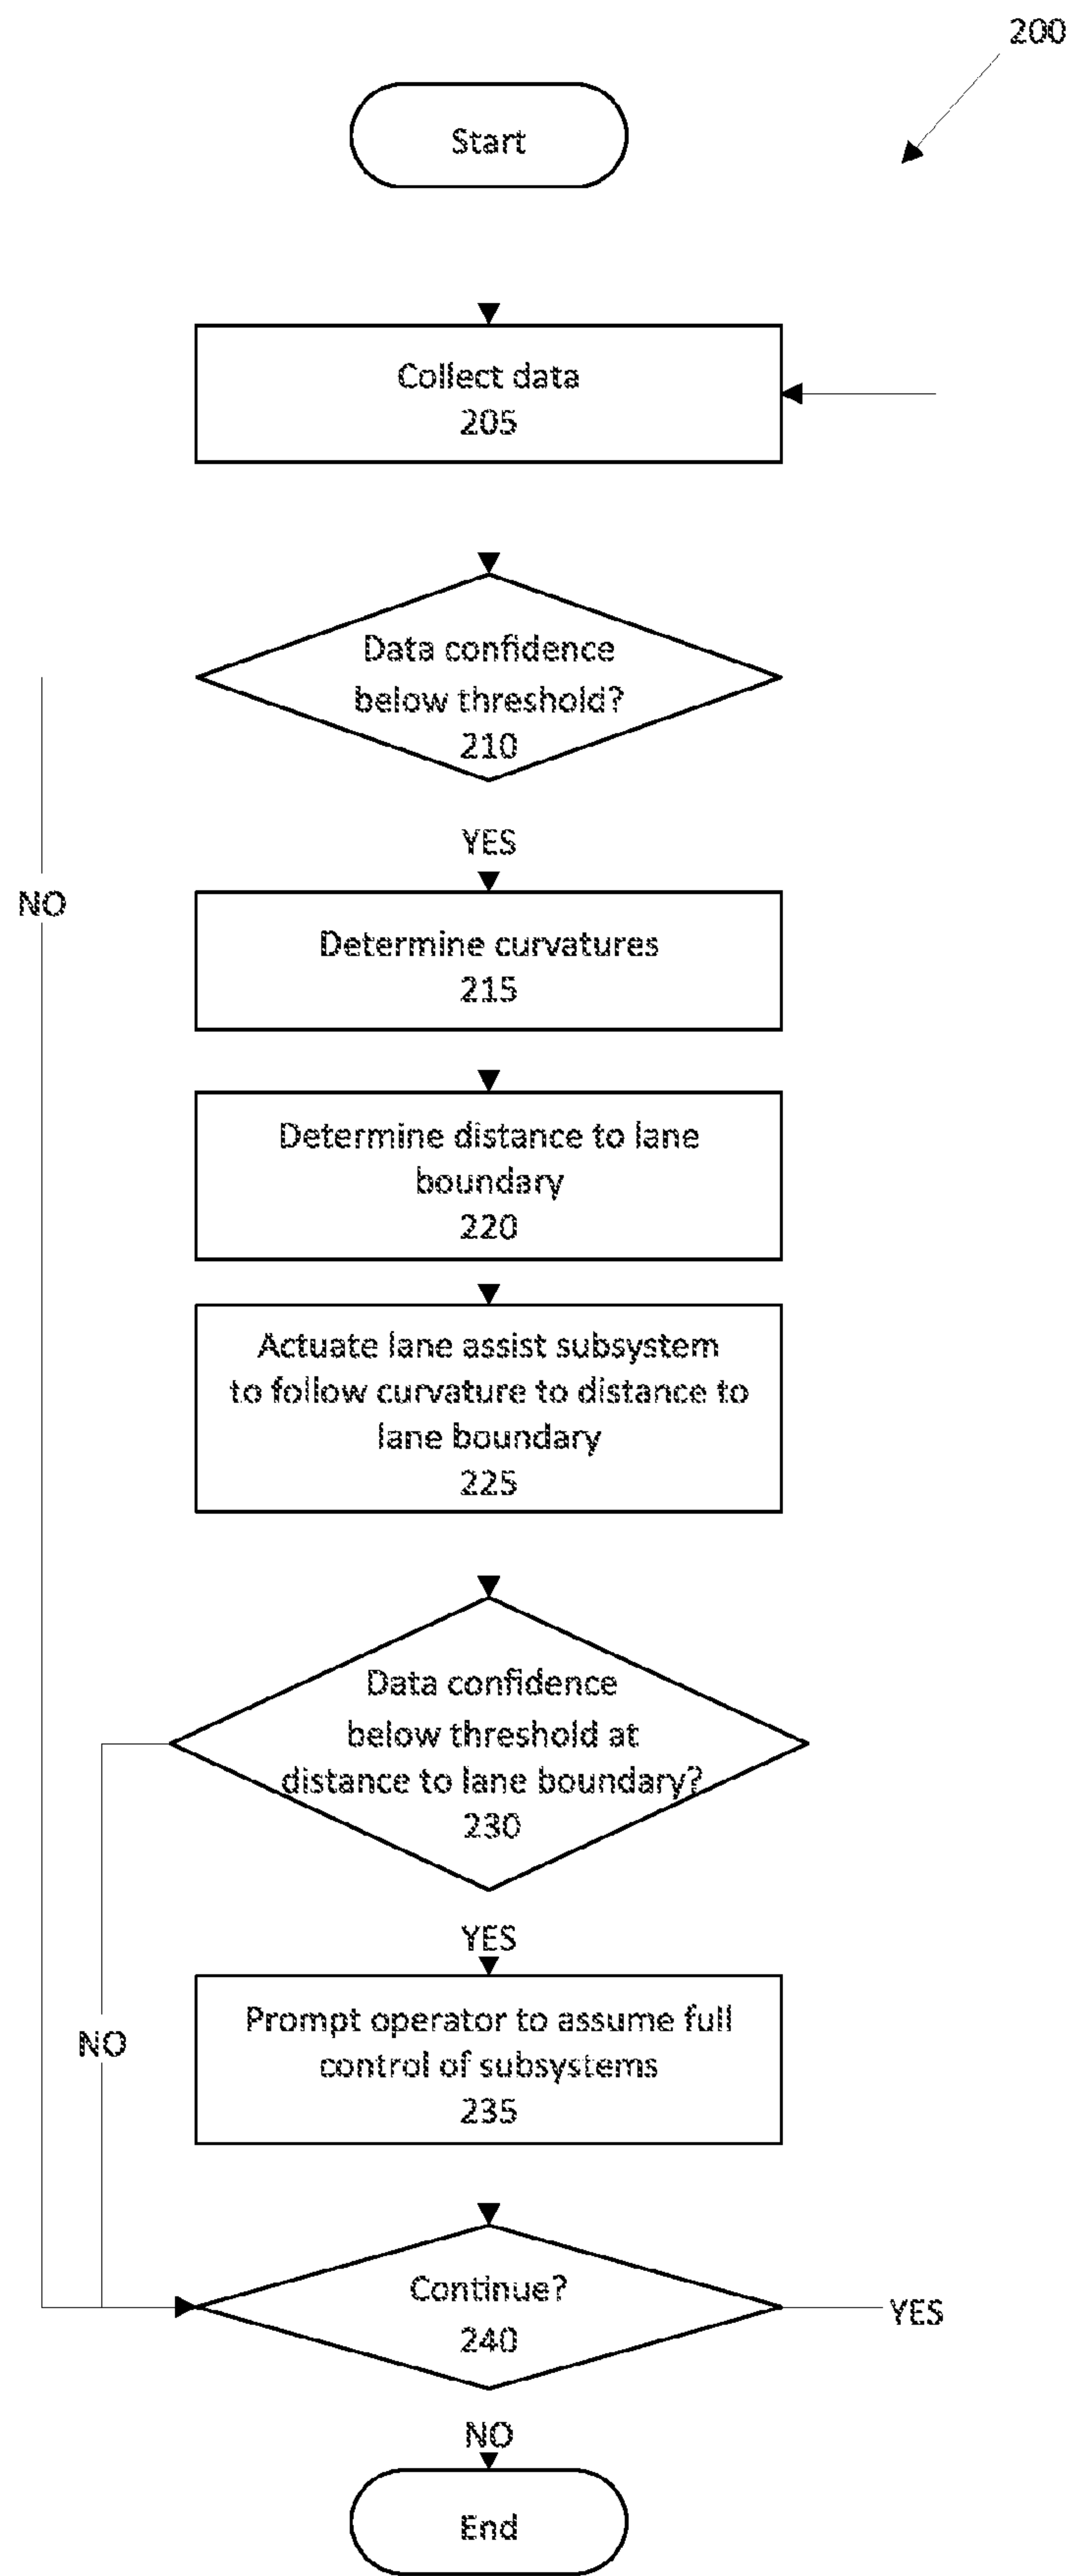 200
Start
Collect data
205
Data confidence
below threshold?
210
YES
NO
Determine curvatures
215
Determine distance to lane
boundary
220
Actuate lane assist subsystem
to follow curvature to distance to
lane boundary
225
Data confidence
below threshold at
distance to lane boundary?
230
YES
Prompt operator to assume full
control of subsystems
235
NO
Continue?
240
YES
NO
End